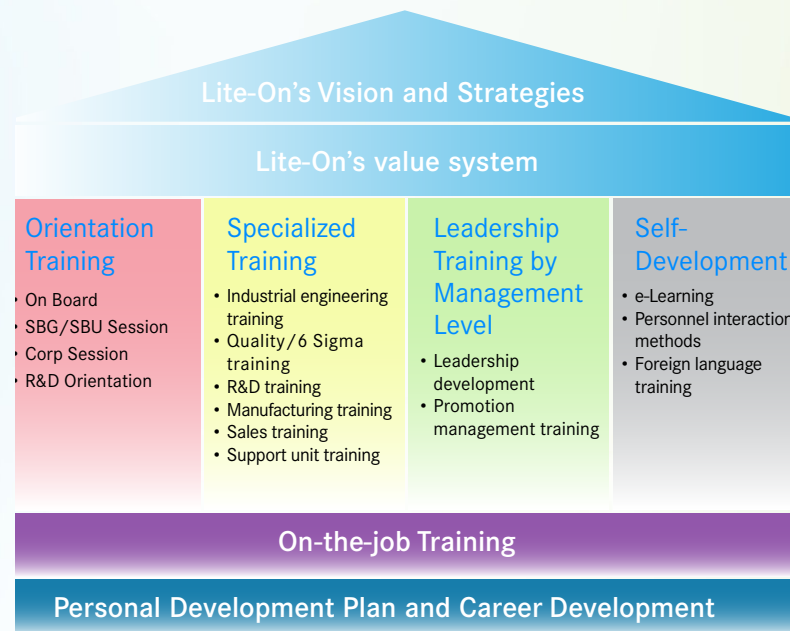 Lite-On's Vision and Strategies
Lite-On's value system
Orientation
Training
• On Board
• SBG/SBU Session
• Corp Session
• R&D Orientation
Specialized
Training
• Industrial engineering
training
• Quality/6 Sigma
training
• R&D training
• Manufacturing training
• Sales training
• Support unit training
Leadership
Training by
Management
Level
• Leadership
development
• Promotion
management training
Self-
Development
• e-Learning
• Personnel interaction
methods
• Foreign language
training
On-the-job Training
Personal Development Plan and Career Development